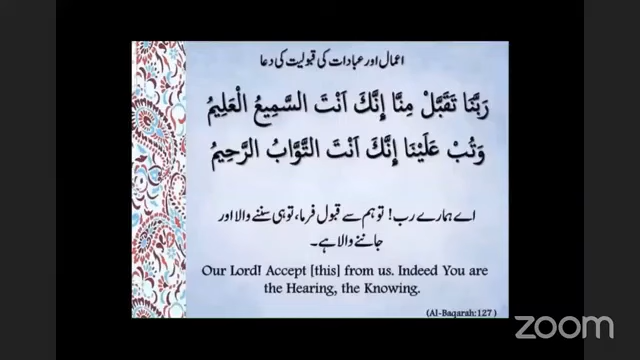 اعمال اور عبادات کی قبولیت کی دعا
رَبَّنَا تَقَبَّلْ مِنَّا إِنَّكَ اَنْتَ السَّمِيعُ الْعَلِيمُ
وَتُبْ عَلَيْنَا إِنَّكَ اَنْتَ التَّوَّابُ الرَّحِيمُ
اے ہمارے رب! تو ہم سے قبول فرما، تو ہی سننے والا اور
جاننے والا ہے۔
Our Lord! Accept [this] from us. Indeed You are
the Hearing, the Knowing.
(Al-Baqarah:127)
zoom